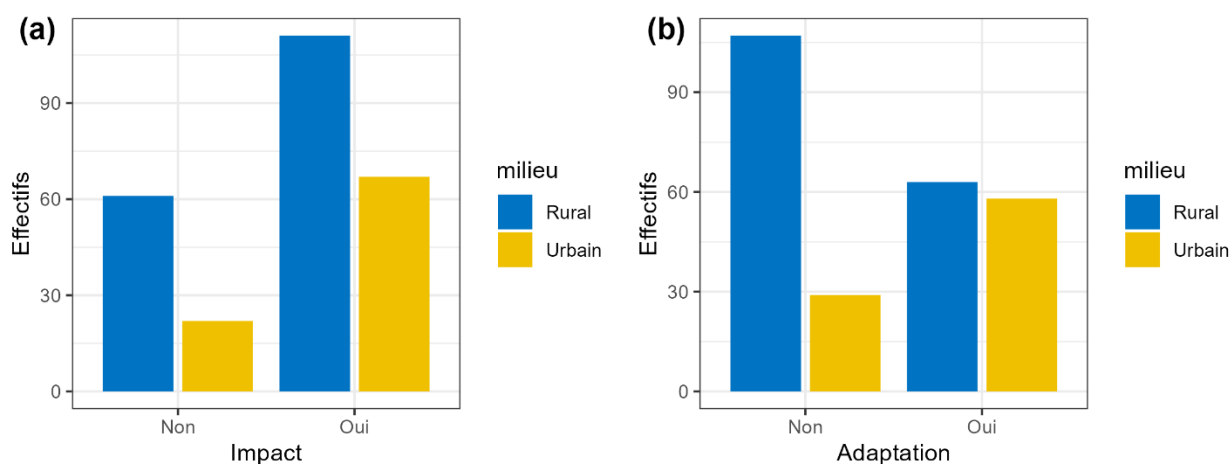 (a)
Effectifs
90
60
30
0
Non
Oui
Impact
milieu
Rural
Urbain
(b)
Effectifs
90
60
30
0
Non
Oui
Adaptation
milieu
Rural
Urbain